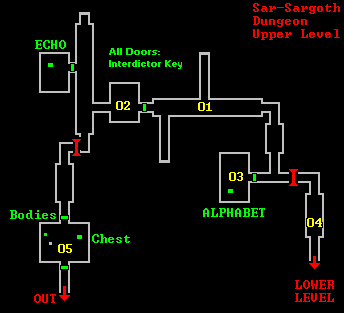 Sar-Sargoth
Dungeon
Upper Level
ECHO
All Doors:
Interdictor Key
02
01
03
ALPHABET
04
Bodies
Chest
05
OUT
LOWER
LEVEL